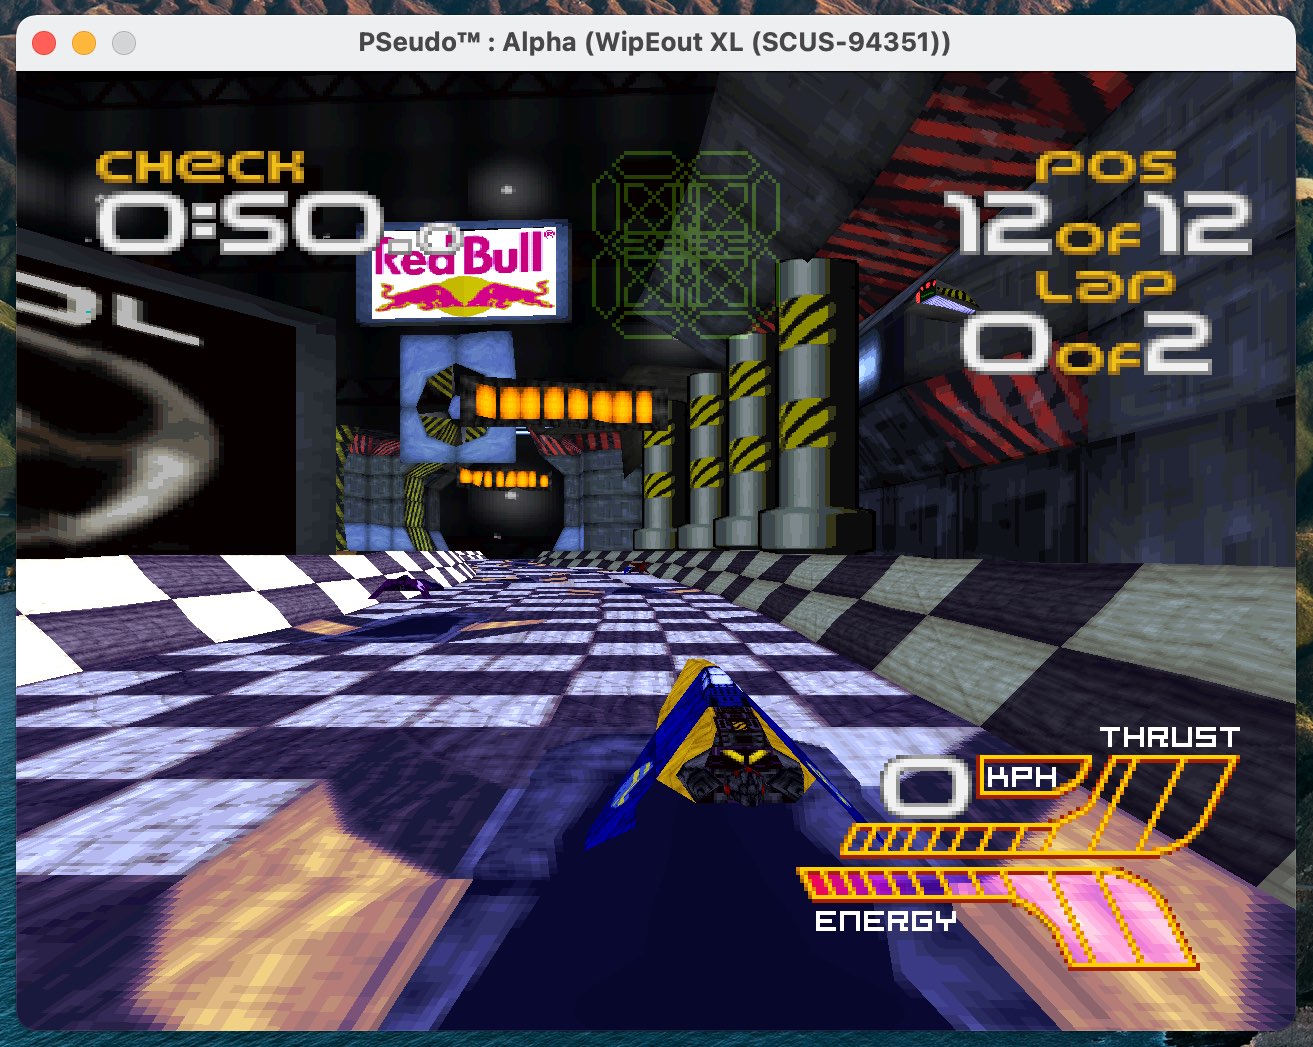 PSeudo™ : Alpha (WipEout XL (SCUS-94351))
CHECK
0:50.0
POS
12 OF 12
LAP
0 OF 2
Red Bull®
THRUST
0 KPH
ENERGY